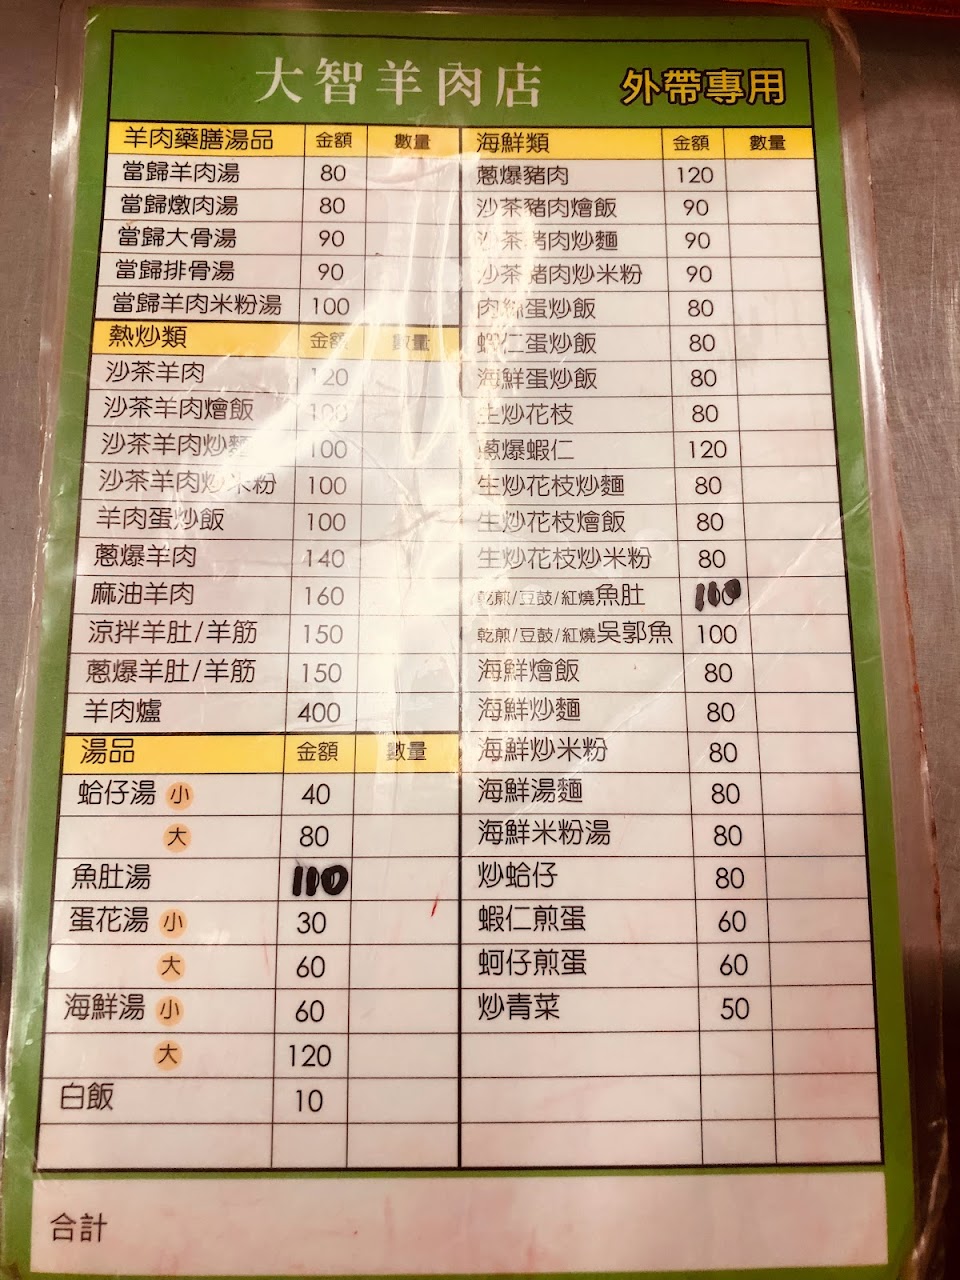 大智羊肉店 外帶專用
羊肉藥膳湯品 金額 數量
當歸羊肉湯 80
當歸燉肉湯 80
當歸大骨湯 90
當歸排骨湯 90
當歸羊肉米粉湯 100
熱炒類 金額 數量
沙茶羊肉 120
沙茶羊肉燴飯 100
沙茶羊肉炒麵 100
沙茶羊肉炒米粉 100
羊肉蛋炒飯 100
蔥爆羊肉 140
麻油羊肉 160
涼拌羊肚/羊筋 150
蔥爆羊肚/羊筋 150
羊肉爐 400
湯品 金額 數量
蛤仔湯 小 40
大 80
魚肚湯 110
蛋花湯 小 30
大 60
海鮮湯 小 60
大 120
白飯 10
海鮮類 金額 數量
蔥爆豬肉 120
沙茶豬肉燴飯 90
沙茶豬肉炒麵 90
沙茶豬肉炒米粉 90
肉絲蛋炒飯 80
蝦仁蛋炒飯 80
海鮮蛋炒飯 80
生炒花枝 80
蔥爆蝦仁 120
生炒花枝炒麵 80
生炒花枝燴飯 80
生炒花枝炒米粉 80
乾煎/豆鼓/紅燒魚肚 110
乾煎/豆鼓/紅燒吳郭魚 100
海鮮燴飯 80
海鮮炒麵 80
海鮮炒米粉 80
海鮮湯麵 80
海鮮米粉湯 80
炒蛤仔 80
蝦仁煎蛋 60
蚵仔煎蛋 60
炒青菜 50
合計